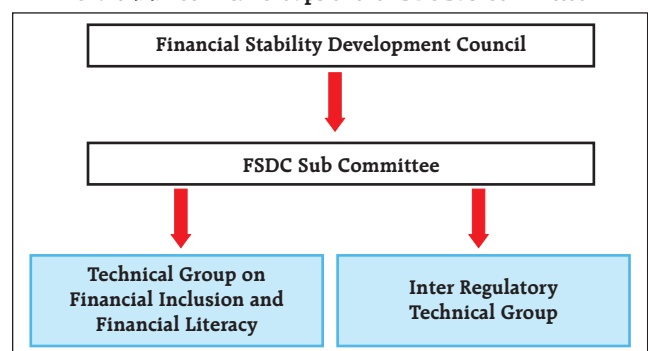 Financial Stability Development Council
FSDC Sub Committee
Technical Group on
Financial Inclusion and
Financial Literacy
Inter Regulatory
Technical Group